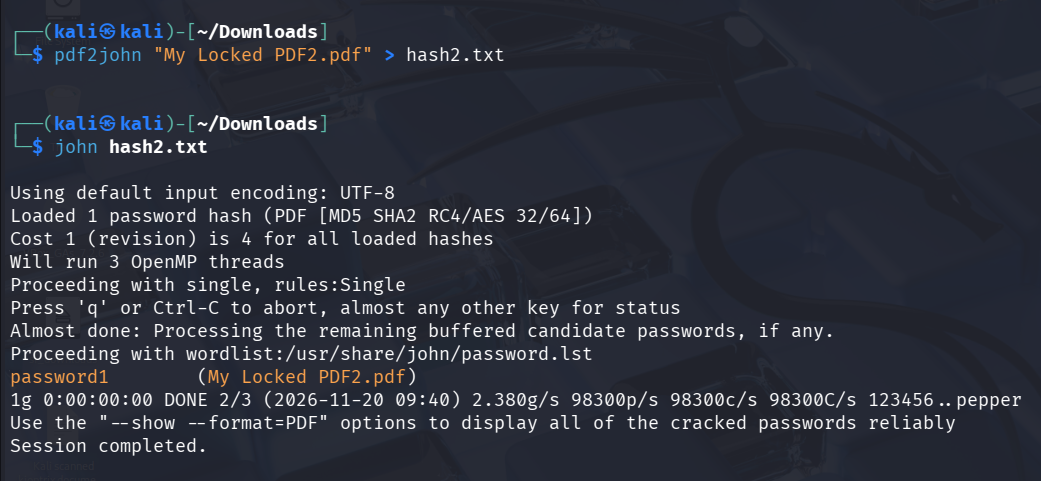 ┌──(kali㉿kali)-[~/Downloads]
└─$ pdf2john "My Locked PDF2.pdf" > hash2.txt
┌──(kali㉿kali)-[~/Downloads]
└─$ john hash2.txt
Using default input encoding: UTF-8
Loaded 1 password hash (PDF [MD5 SHA2 RC4/AES 32/64])
Cost 1 (revision) is 4 for all loaded hashes
Will run 3 OpenMP threads
Proceeding with single, rules:Single
Press 'q' or Ctrl-C to abort, almost any other key for status
Almost done: Processing the remaining buffered candidate passwords, if any.
Proceeding with wordlist:/usr/share/john/password.lst
password1        (My Locked PDF2.pdf)
1g 0:00:00:00 DONE 2/3 (2026-11-20 09:40) 2.380g/s 98300p/s 98300c/s 98300C/s 123456..pepper
Use the "--show --format=PDF" options to display all of the cracked passwords reliably
Session completed.